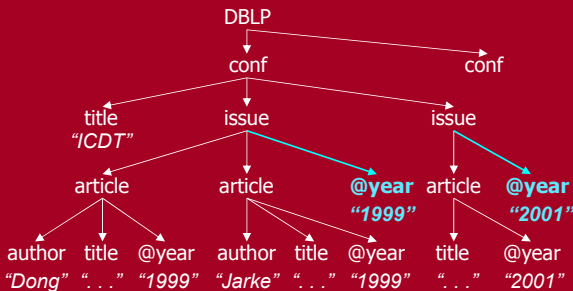 DBLP
conf conf
title issue issue
"ICDT"
article article @year article @year
"1999" "2001"
author title @year author title @year title @year
"Dong" ". . ." "1999" "Jarke" ". . ." "1999" ". . ." "2001"